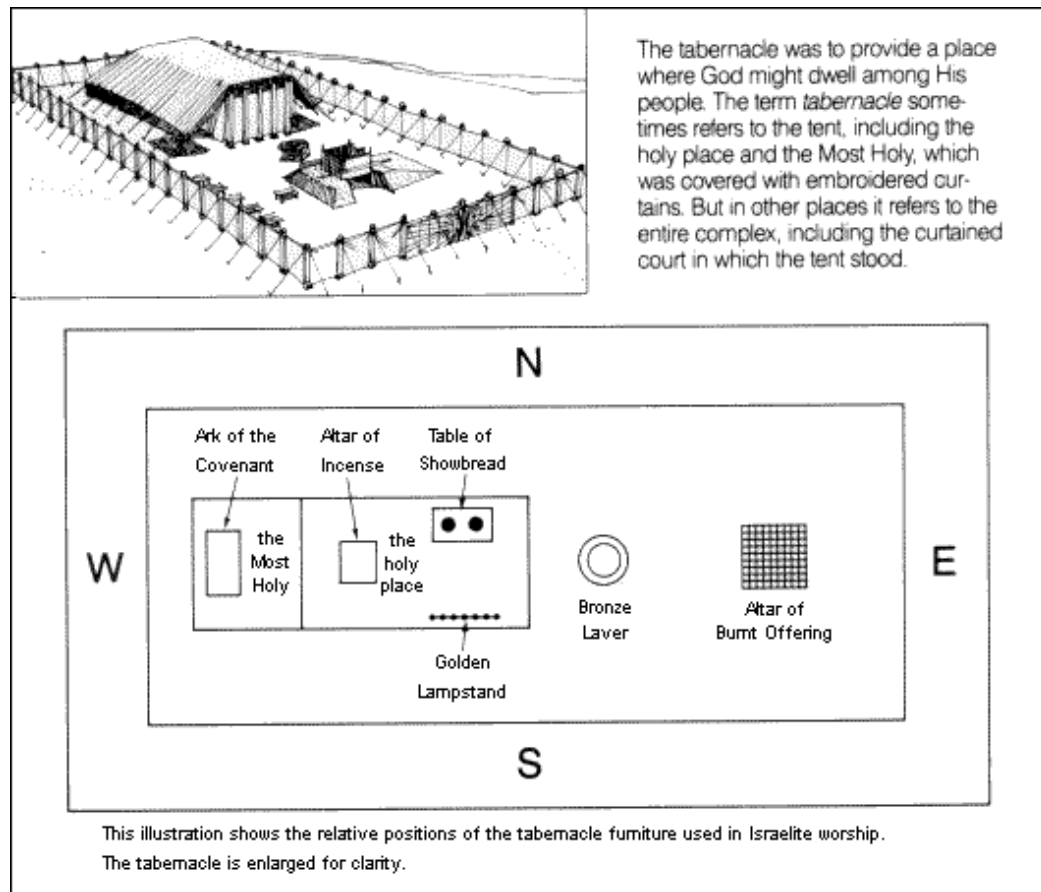 The tabernacle was to provide a place
where God might dwell among His
people. The term tabernacle some-
times refers to the tent, including the
holy place and the Most Holy, which
was covered with embroidered cur-
tains. But in other places it refers to the
entire complex, including the curtained
court in which the tent stood.
N
Ark of the
Covenant
Altar of
Incense
Table of
Showbread
W
the
Most
Holy
the
holy
place
E
Bronze
Laver
Altar of
Burnt Offering
Golden
Lampstand
S
This illustration shows the relative positions of the tabernacle furniture used in Israelite worship.
The tabernacle is enlarged for clarity.